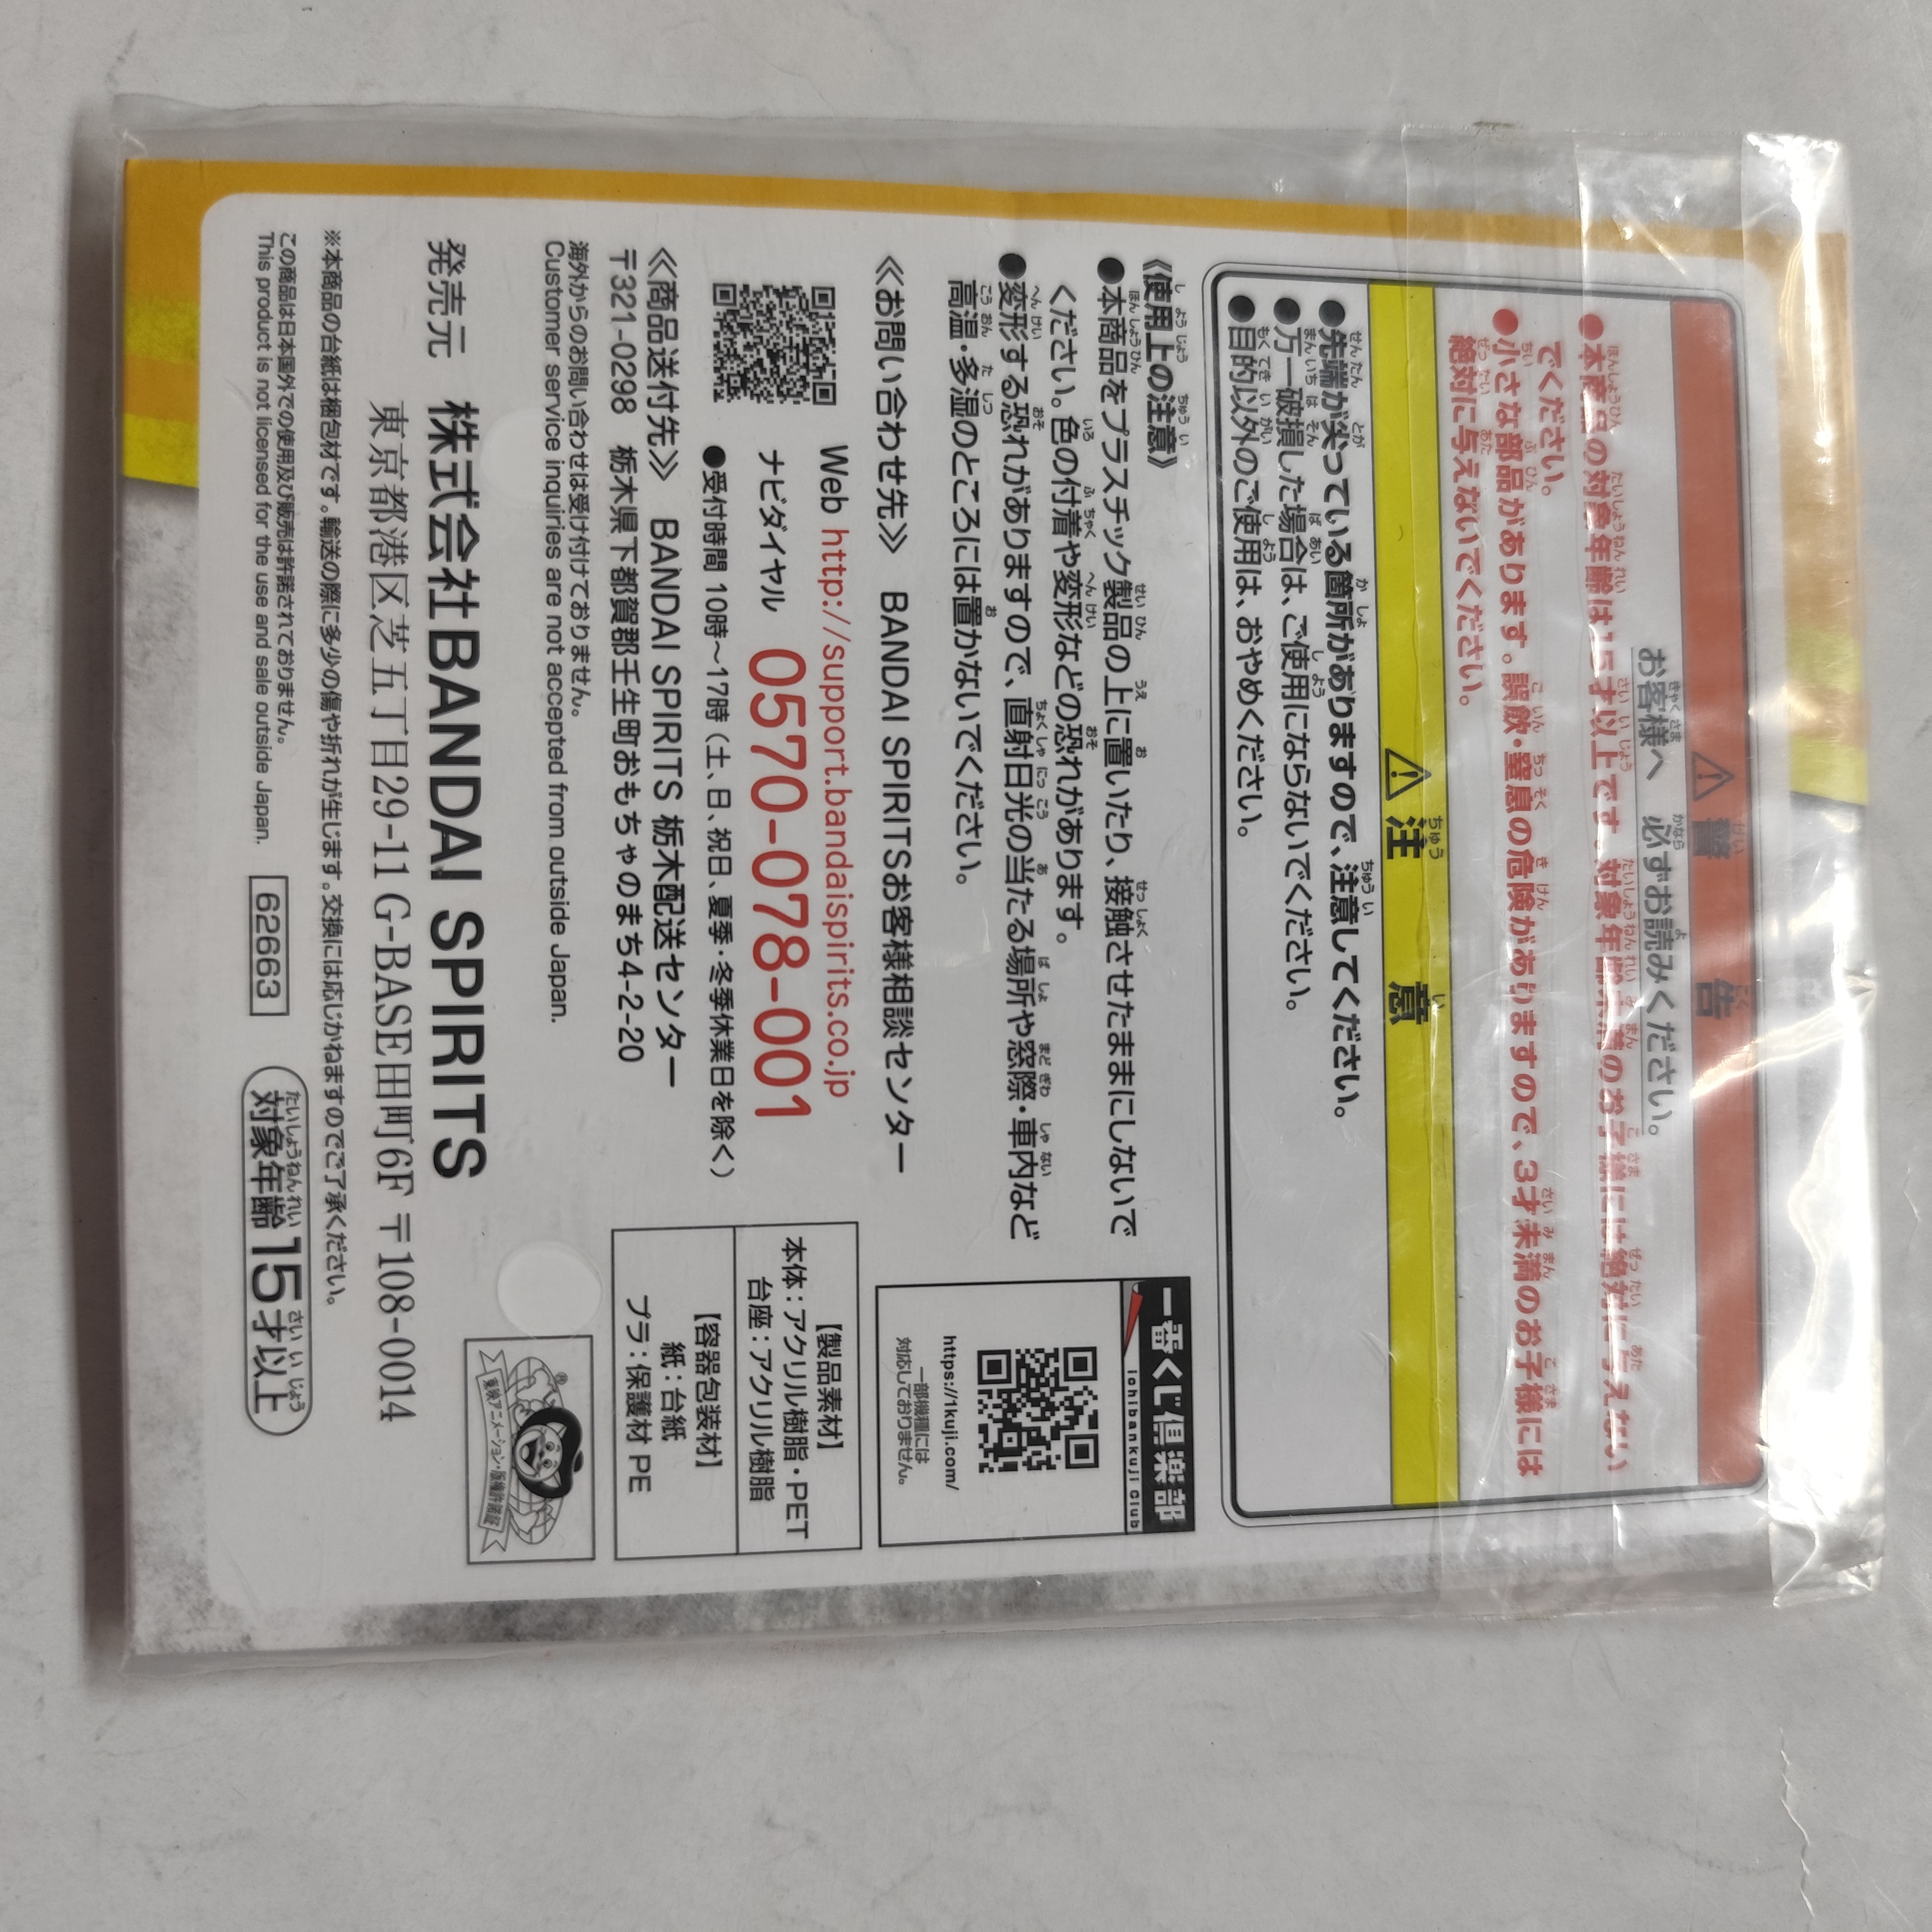 警告
お客様へ 必ずお読みください。
●本商品の対象年齢は15才以上です。対象年齢未満のお子様には絶対に与えない
でください。
●小さな部品があります。誤飲・窒息の危険がありますので、3才未満のお子様には
絶対に与えないでください。
注意
●先端が尖っている箇所がありますので、注意してください。
●万一破損した場合は、ご使用にならないでください。
●目的以外のご使用は、おやめください。
《使用上の注意》
●本商品をプラスチック製品の上に置いたり、接触させたままにしないで
ください。色の付着や変形などの恐れがあります。
●変形する恐れがありますので、直射日光の当たる場所や窓際・車内など
高温・多湿のところには置かないでください。
一番くじ倶楽部
Ichibankuji Club
https://1kuji.com/
一部機種には
対応しておりません。
≪お問い合わせ先≫ BANDAI SPIRITSお客様相談センター
Web http://support.bandaispirits.co.jp
ナビダイヤル 0570-078-001
●受付時間 10時〜17時(土、日、祝日、夏季・冬季休業日を除く)
≪商品送付先≫ BANDAI SPIRITS 栃木配送センター
〒321-0298 栃木県下都賀郡壬生町おもちゃのまち4-2-20
海外からのお問い合わせは受け付けておりません。
Customer service inquiries are not accepted from outside Japan.
【製品素材】
本体:アクリル樹脂・PET
台座:アクリル樹脂
【容器包装材】
紙:台紙
プラ:保護材 PE
発売元 株式会社BANDAI SPIRITS
東京都港区芝五丁目29-11 G-BASE田町6F 〒108-0014
®
東映アニメーション・版権許諾証
※本商品の台紙は梱包材です。輸送の際に多少の傷や折れが生じます。交換には応じかねますのでご了承ください。
この商品は日本国外での使用及び販売は許諾されておりません。
This product is not licensed for the use and sale outside Japan.
62663
対象年齢15才以上